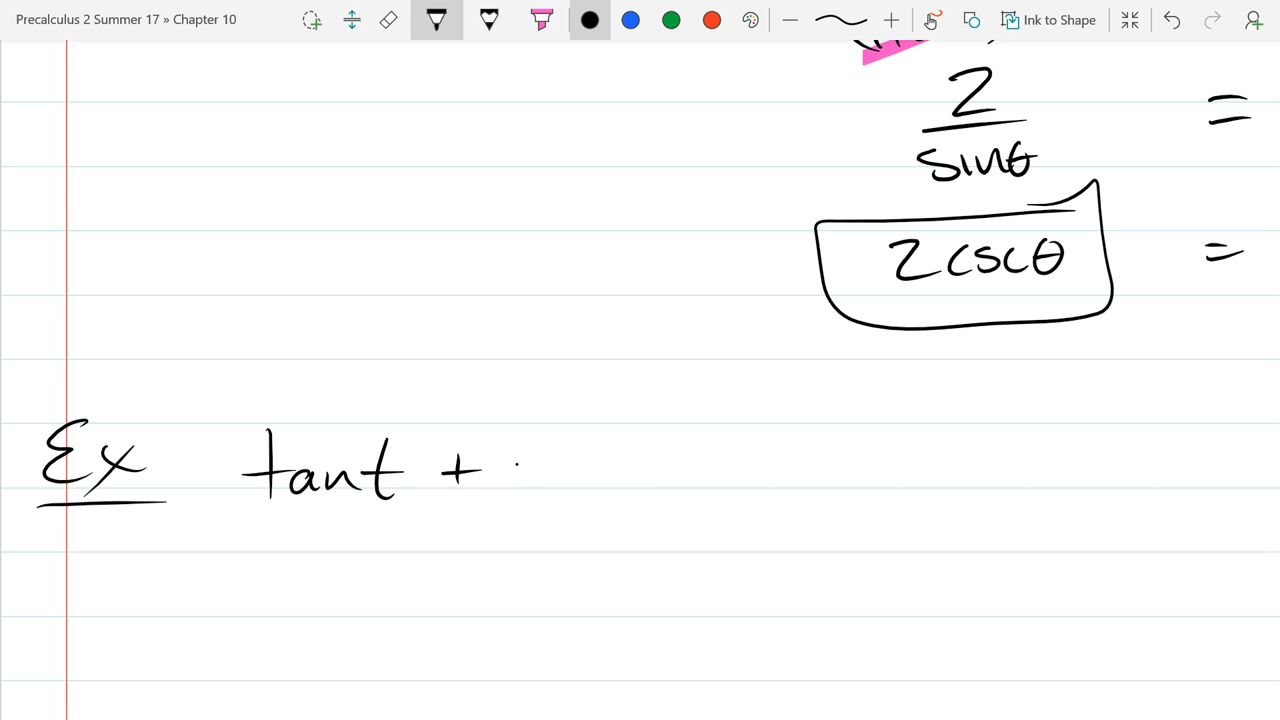 Precalculus 2 Summer 17 » Chapter 10
Ink to Shape
2
sinθ
=
2cscθ =
Ex tant +